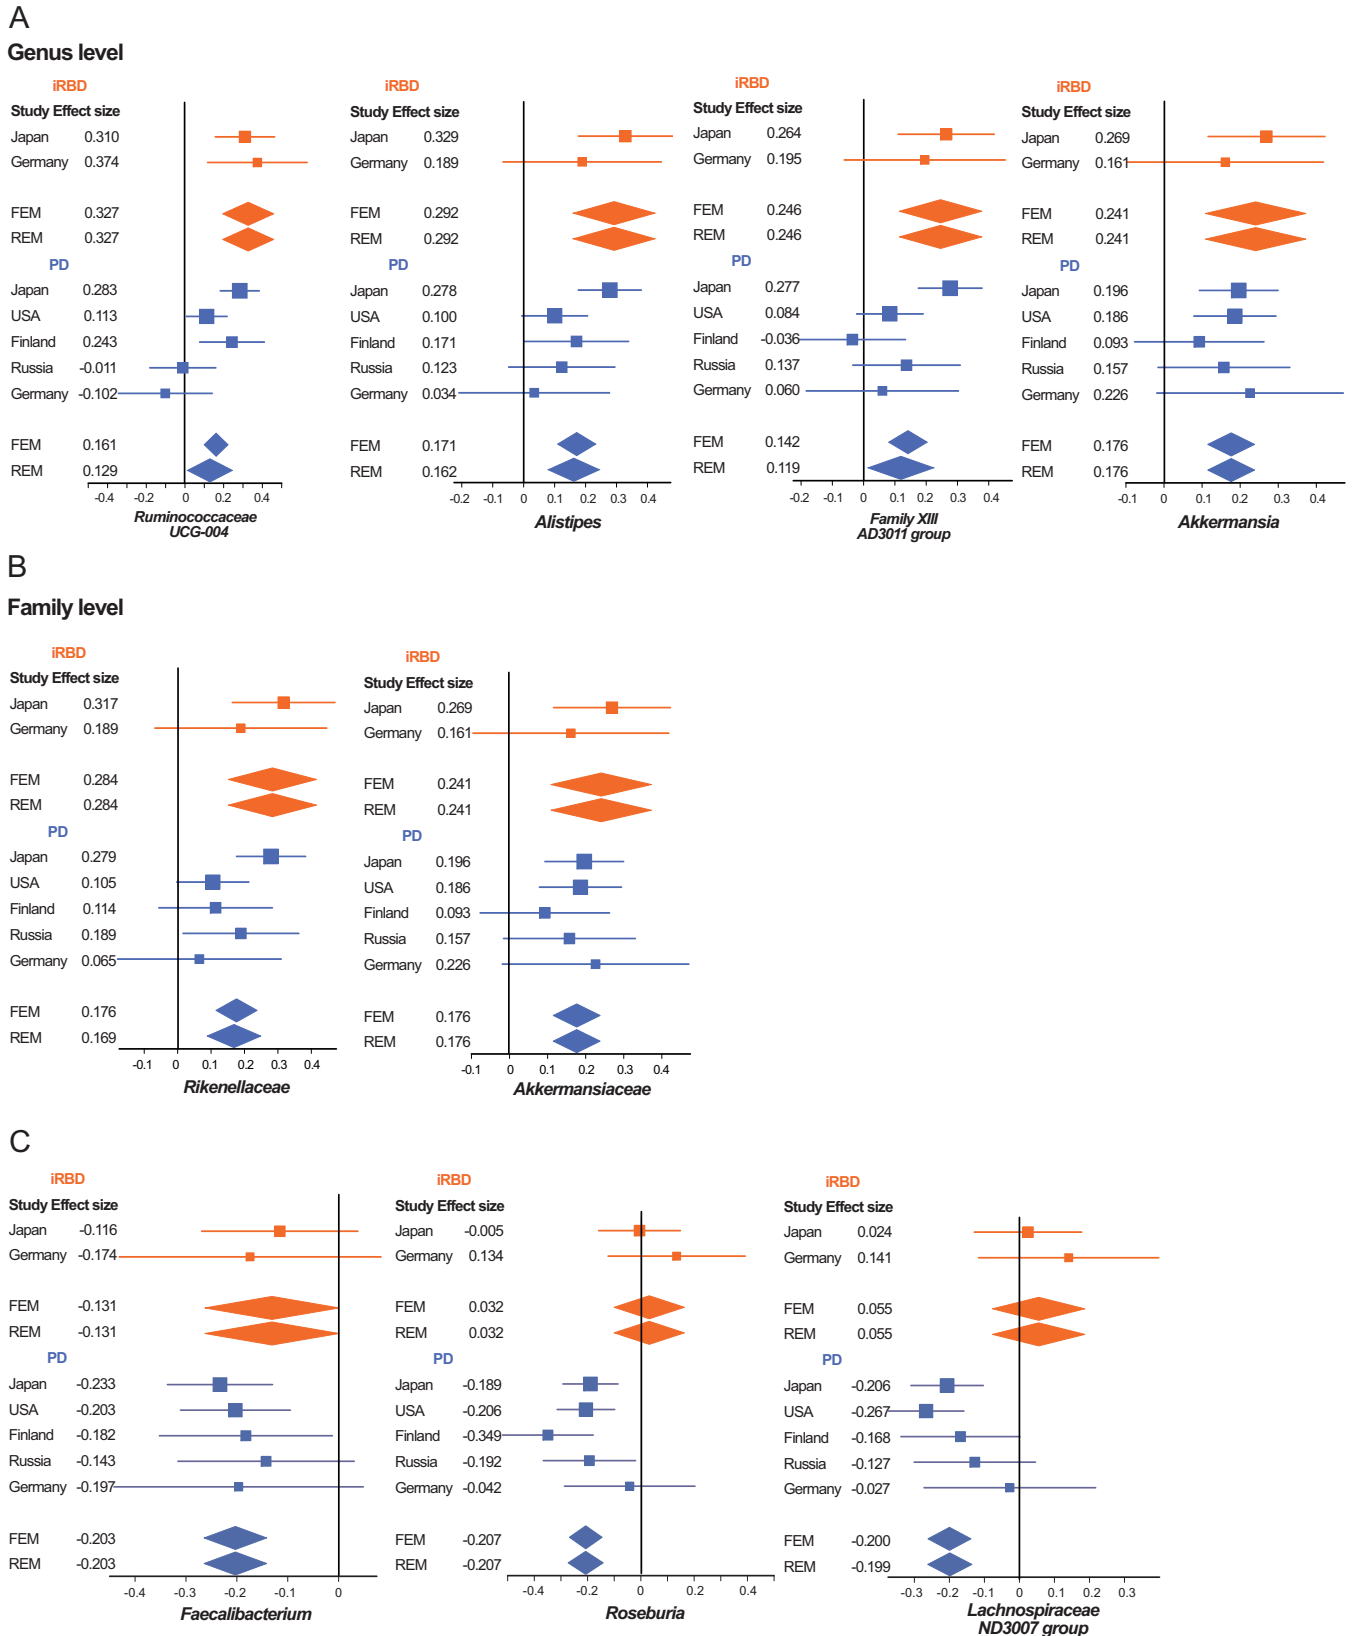 A
Genus level
iRBD
Study Effect size
Japan 0.310
Germany 0.374
FEM 0.327
REM 0.327
PD
Japan 0.283
USA 0.113
Finland 0.243
Russia -0.011
Germany -0.102
FEM 0.161
REM 0.129
-0.4 -0.2 0 0.2 0.4
Ruminococcaceae
UCG-004
iRBD
Study Effect size
Japan 0.329
Germany 0.189
FEM 0.292
REM 0.292
PD
Japan 0.278
USA 0.100
Finland 0.171
Russia 0.123
Germany 0.034
FEM 0.171
REM 0.162
-0.2 -0.1 0 0.1 0.2 0.3 0.4
Alistipes
iRBD
Study Effect size
Japan 0.264
Germany 0.195
FEM 0.246
REM 0.246
PD
Japan 0.277
USA 0.084
Finland -0.036
Russia 0.137
Germany 0.060
FEM 0.142
REM 0.119
-0.2 -0.1 0 0.1 0.2 0.3 0.4
Family XIII
AD3011 group
iRBD
Study Effect size
Japan 0.269
Germany 0.161
FEM 0.241
REM 0.241
PD
Japan 0.196
USA 0.186
Finland 0.093
Russia 0.157
Germany 0.226
FEM 0.176
REM 0.176
-0.1 0 0.1 0.2 0.3 0.4
Akkermansia
B
Family level
iRBD
Study Effect size
Japan 0.317
Germany 0.189
FEM 0.284
REM 0.284
PD
Japan 0.279
USA 0.105
Finland 0.114
Russia 0.189
Germany 0.065
FEM 0.176
REM 0.169
-0.1 0 0.1 0.2 0.3 0.4
Rikenellaceae
iRBD
Study Effect size
Japan 0.269
Germany 0.161
FEM 0.241
REM 0.241
PD
Japan 0.196
USA 0.186
Finland 0.093
Russia 0.157
Germany 0.226
FEM 0.176
REM 0.176
-0.1 0 0.1 0.2 0.3 0.4
Akkermansiaceae
C
iRBD
Study Effect size
Japan -0.116
Germany -0.174
FEM -0.131
REM -0.131
PD
Japan -0.233
USA -0.203
Finland -0.182
Russia -0.143
Germany -0.197
FEM -0.203
REM -0.203
-0.4 -0.3 -0.2 -0.1 0
Faecalibacterium
iRBD
Study Effect size
Japan -0.005
Germany 0.134
FEM 0.032
REM 0.032
PD
Japan -0.189
USA -0.206
Finland -0.349
Russia -0.192
Germany -0.042
FEM -0.207
REM -0.207
-0.4 -0.2 0 0.2 0.4
Roseburia
iRBD
Study Effect size
Japan 0.024
Germany 0.141
FEM 0.055
REM 0.055
PD
Japan -0.206
USA -0.267
Finland -0.168
Russia -0.127
Germany -0.027
FEM -0.200
REM -0.199
-0.3 -0.2 -0.1 0 0.1 0.2 0.3
Lachnospiraceae
ND3007 group